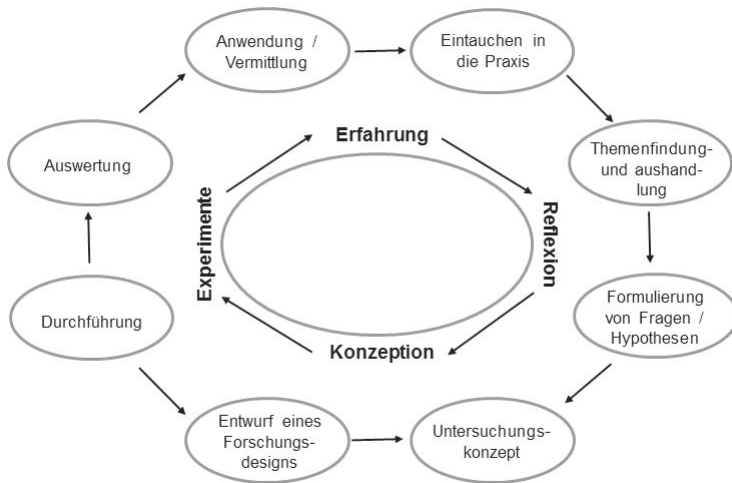 Anwendung /
Vermittlung
Eintauchen in
die Praxis
Erfahrung
Auswertung
Themenfindung-
und aushand-
lung
Experimente
Reflexion
Durchführung
Formulierung
von Fragen /
Hypothesen
Konzeption
Entwurf eines
Forschungs-
designs
Untersuchungs-
konzept